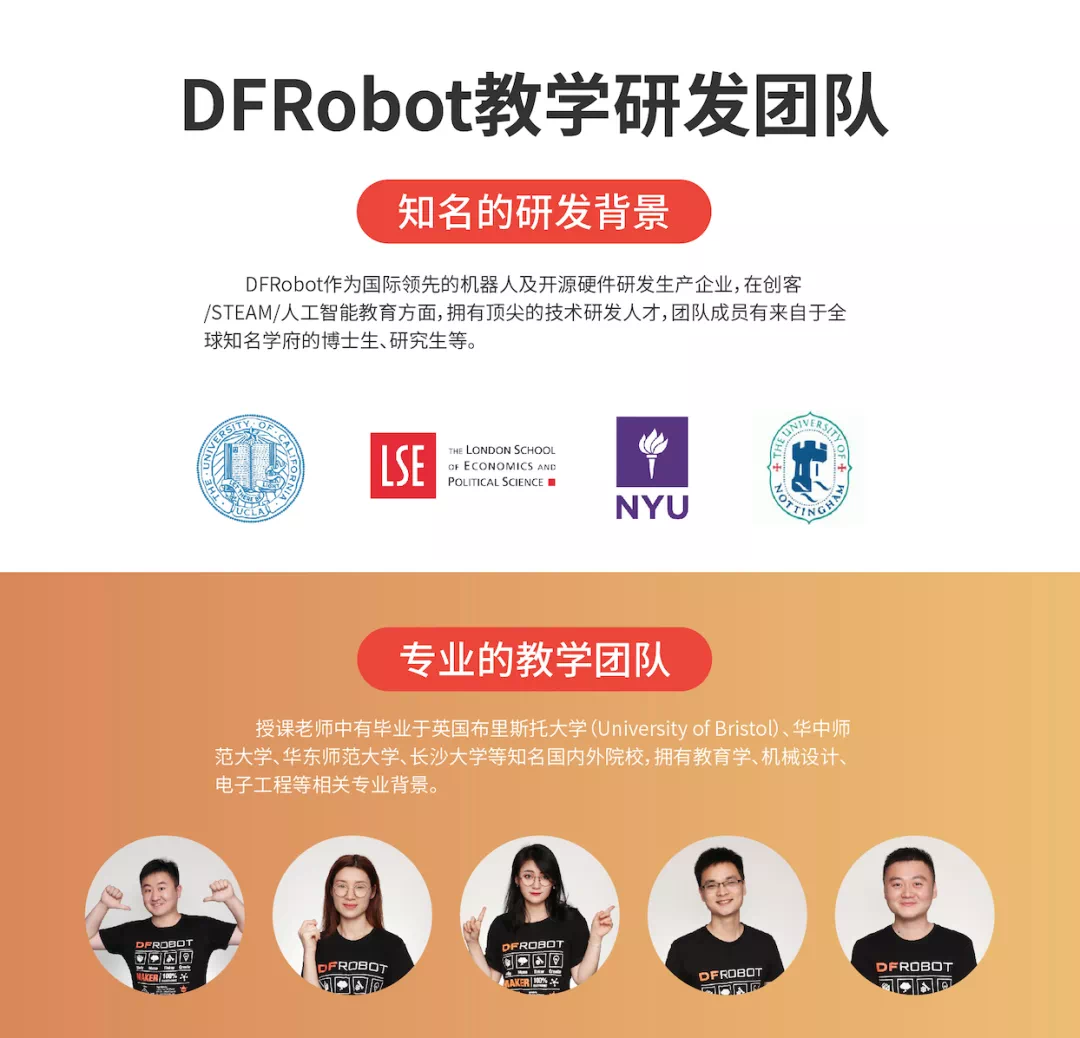 DFRobot教学研发团队
知名的研发背景
DFRobot作为国际领先的机器人及开源硬件研发生产企业，在创客
/STEAM/人工智能教育方面，拥有顶尖的技术研发人才，团队成员有来自于全
球知名学府的博士生、研究生等。
THE UNIVERSITY OF CALIFORNIA
UCLA
LSE
THE LONDON SCHOOL
OF ECONOMICS AND
POLITICAL SCIENCE
NYU
THE UNIVERSITY OF
NOTTINGHAM
专业的教学团队
授课老师中有毕业于英国布里斯托大学（University of Bristol）、华中师
范大学、华东师范大学、长沙大学等知名国内外院校，拥有教育学、机械设计、
电子工程等相关专业背景。
DFROBOT
MAKER 100%
DFROBOT
DFROBOT
MAKER 100%
DFROBOT
DFROBOT